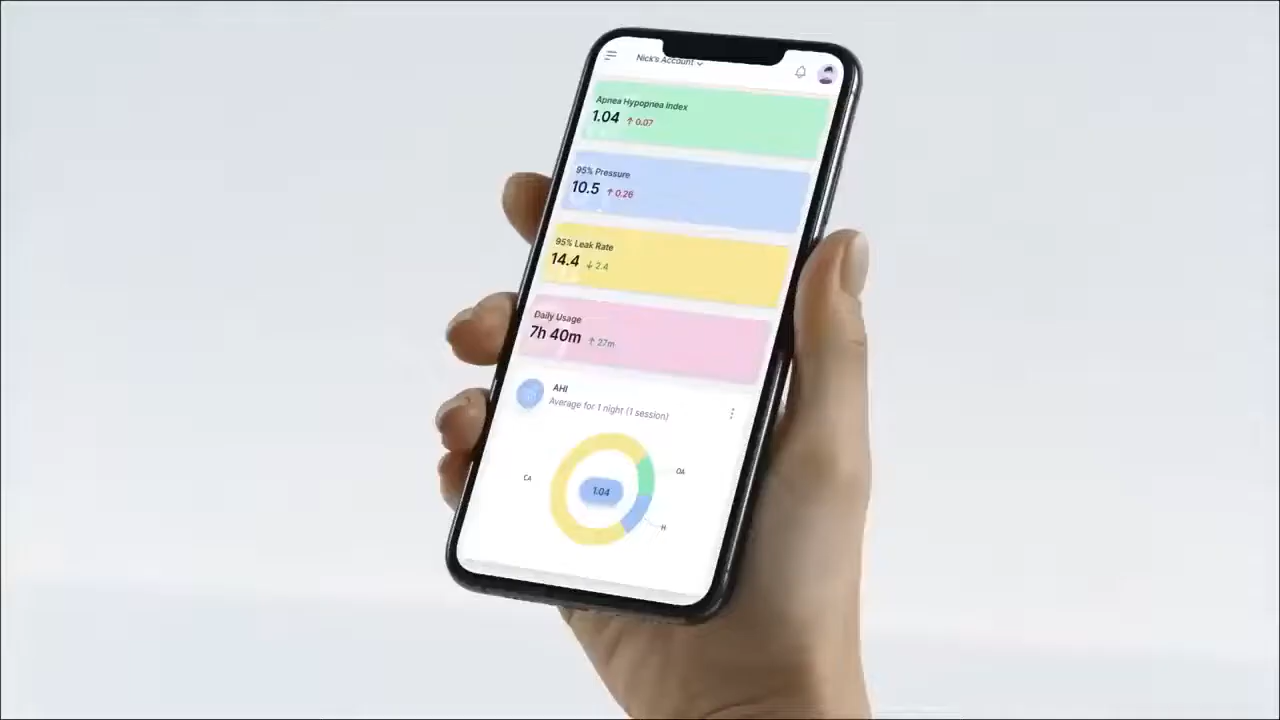 Nick's Account
Apnea Hypopnea Index
1.04 ↑ 0.07
95% Pressure
10.5 ↑ 0.26
95% Leak Rate
14.4 ↓ 2.4
Daily Usage
7h 40m ↑ 27m
AHI
Average for 1 night (1 session)
CA
OA
1.04
H